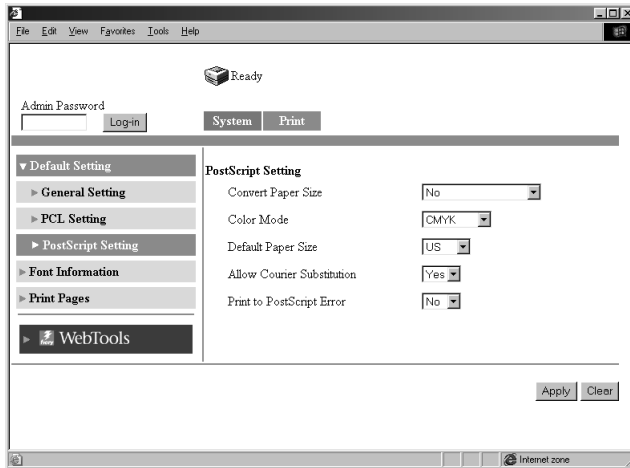 File Edit View Favorites Tools Help
Ready
Admin Password
Log-in
System Print
Default Setting
General Setting
PCL Setting
PostScript Setting
Font Information
Print Pages
WebTools
PostScript Setting
Convert Paper Size No
Color Mode CMYK
Default Paper Size US
Allow Courier Substitution Yes
Print to PostScript Error No
Apply Clear
Internet zone